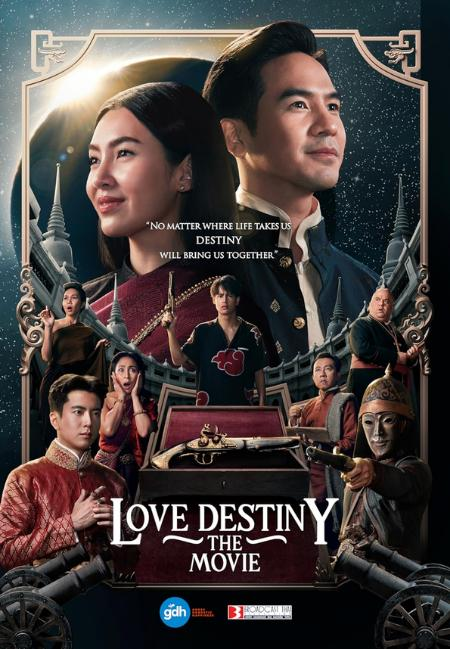 "NO MATTER WHERE LIFE TAKES US
DESTINY
WILL BRING US TOGETHER"
LOVE DESTINY
THE
MOVIE
gdh
BROADCAST THAI